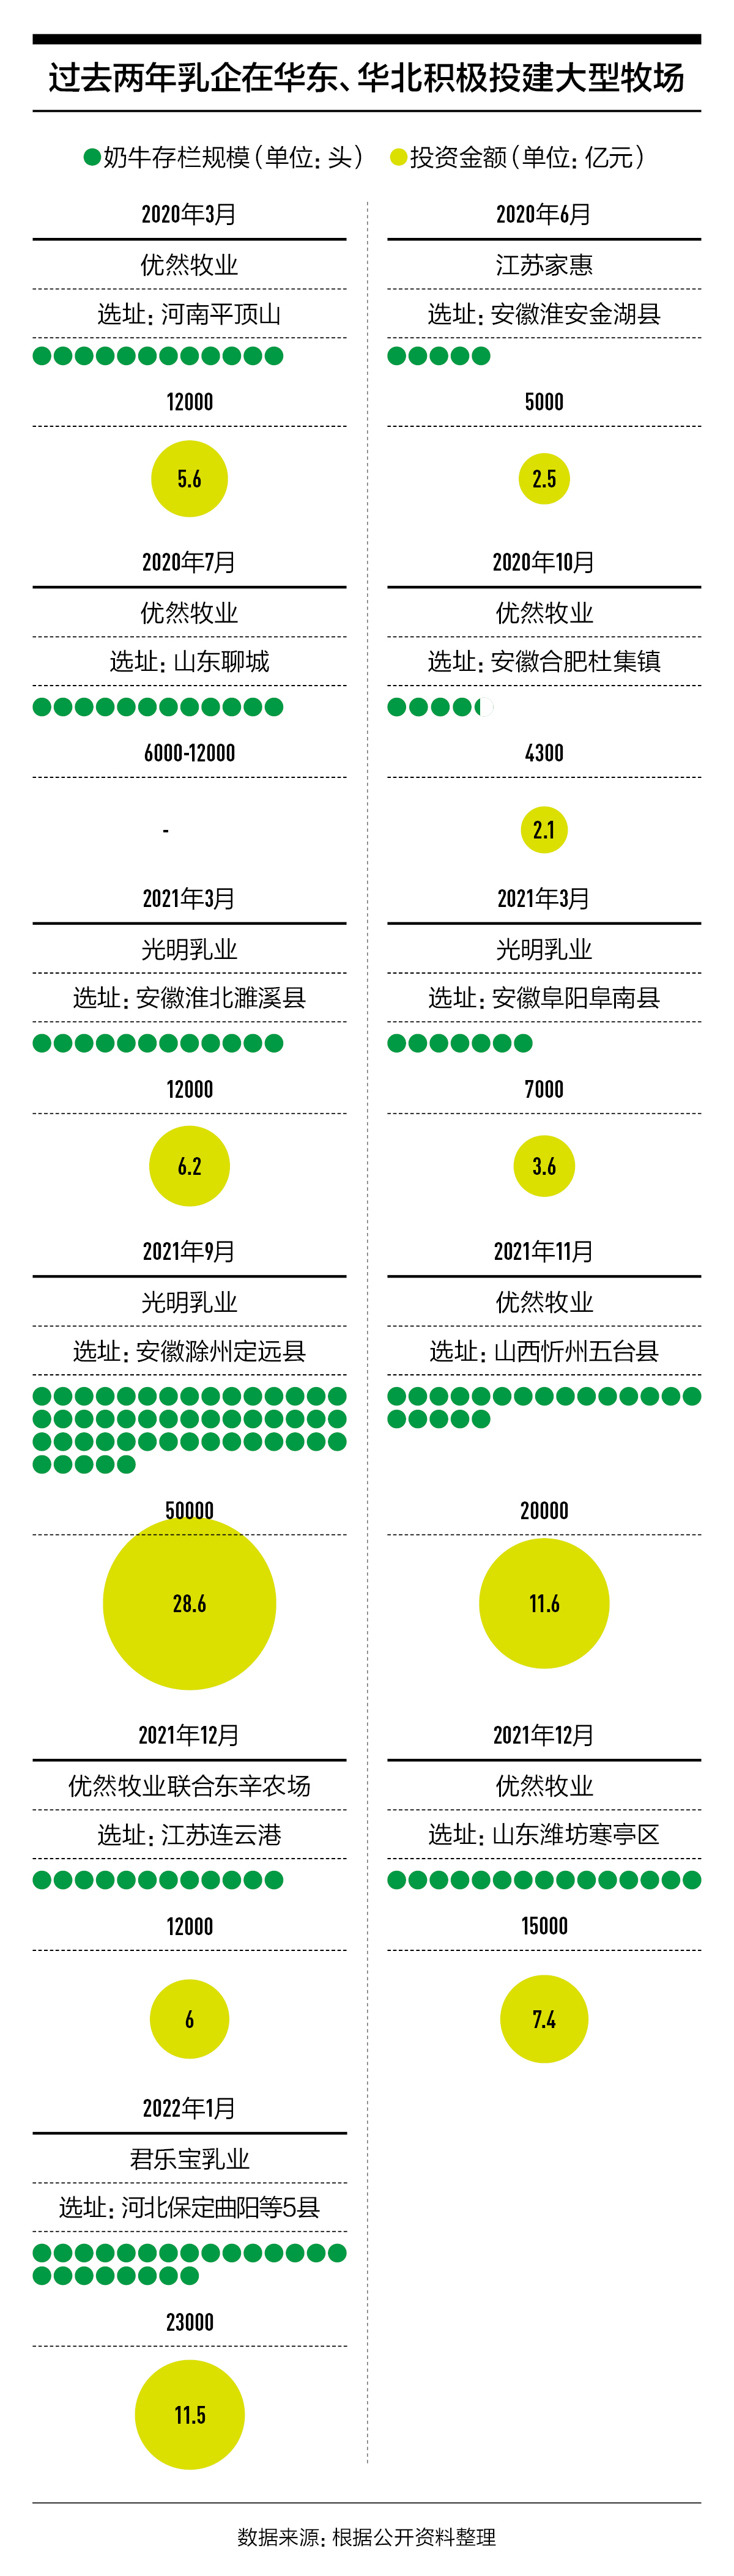 过去两年乳企在华东、华北积极投建大型牧场
奶牛存栏规模（单位：头） 投资金额（单位：亿元）
2020年3月
优然牧业
选址：河南平顶山
12000
5.6
2020年6月
江苏家惠
选址：安徽淮安金湖县
5000
2.5
2020年7月
优然牧业
选址：山东聊城
6000-12000
-
2020年10月
优然牧业
选址：安徽合肥杜集镇
4300
2.1
2021年3月
光明乳业
选址：安徽淮北濉溪县
12000
6.2
2021年3月
光明乳业
选址：安徽阜阳阜南县
7000
3.6
2021年9月
光明乳业
选址：安徽滁州定远县
50000
28.6
2021年11月
优然牧业
选址：山西忻州五台县
20000
11.6
2021年12月
优然牧业联合东辛农场
选址：江苏连云港
12000
6
2021年12月
优然牧业
选址：山东潍坊寒亭区
15000
7.4
2022年1月
君乐宝乳业
选址：河北保定曲阳等5县
23000
11.5
数据来源：根据公开资料整理